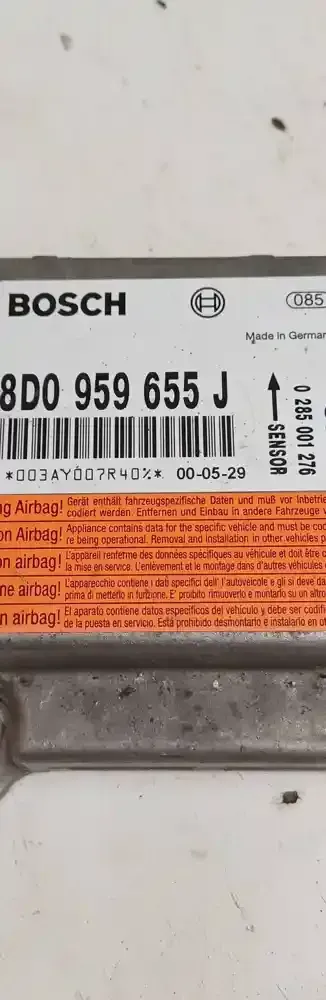 BOSCH
085
Made in German
8D0 959 655 J
SENSOR
0 285 001 276
*003AY007R40%* 00-05-29
ng Airbag! Gerät enthält fahrzeugspezifische Daten und muß vor Inbetrie
codiert werden. Entfernen und Einbau in andere Fahrzeuge v
on Airbag! Appliance contains data for the specific vehicle and must be cod
re being operational. Removal and installation in other vehicles p
on airbag! L'appareil renferme des données spécifiques au véhicule et doit être c
la mise en service. L'enlèvement et le montage dans d'autres véhicules
ne airbag! L'apparecchio contiene i dati specifici dell' l'autoveicolo e gli si deve da
prima di metterlo in funzione. E' proibito rimuoverlo e montarlo su un altro
n airbag! El aparato contiene datos especificos del vehículo y debe ser codifi
de la puesta en servicio. Está prohibido desmontarlo e instalarlo en ot